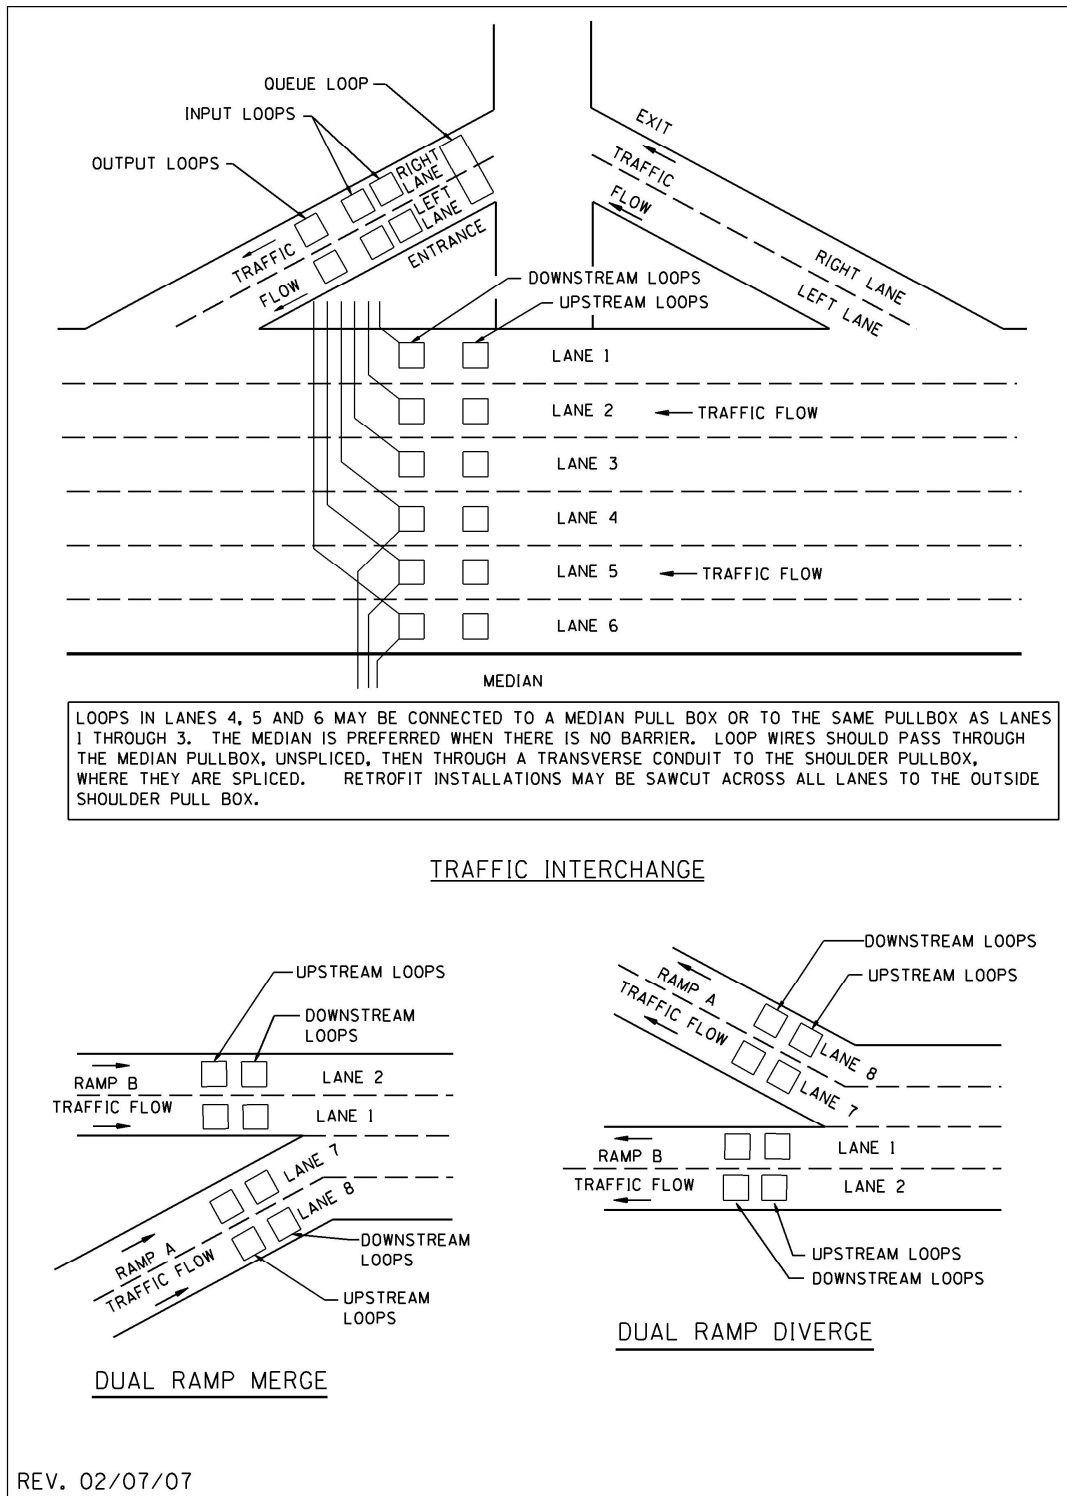 QUEUE LOOP
INPUT LOOPS
OUTPUT LOOPS
RIGHT LANE
LEFT LANE
ENTRANCE
TRAFFIC
FLOW
EXIT
TRAFFIC
FLOW
RIGHT LANE
LEFT LANE
DOWNSTREAM LOOPS
UPSTREAM LOOPS
LANE 1
LANE 2
TRAFFIC FLOW
LANE 3
LANE 4
LANE 5
TRAFFIC FLOW
LANE 6
MEDIAN
LOOPS IN LANES 4, 5 AND 6 MAY BE CONNECTED TO A MEDIAN PULL BOX OR TO THE SAME PULLBOX AS LANES
1 THROUGH 3. THE MEDIAN IS PREFERRED WHEN THERE IS NO BARRIER. LOOP WIRES SHOULD PASS THROUGH
THE MEDIAN PULLBOX, UNSPLICED, THEN THROUGH A TRANSVERSE CONDUIT TO THE SHOULDER PULLBOX,
WHERE THEY ARE SPLICED. RETROFIT INSTALLATIONS MAY BE SAWCUT ACROSS ALL LANES TO THE OUTSIDE
SHOULDER PULL BOX.
TRAFFIC INTERCHANGE
UPSTREAM LOOPS
DOWNSTREAM
LOOPS
RAMP B
LANE 2
TRAFFIC FLOW
LANE 1
LANE 7
LANE 8
RAMP A
TRAFFIC FLOW
DOWNSTREAM
LOOPS
UPSTREAM
LOOPS
DUAL RAMP MERGE
DOWNSTREAM LOOPS
UPSTREAM LOOPS
RAMP A
TRAFFIC FLOW
LANE 8
LANE 7
LANE 1
RAMP B
TRAFFIC FLOW
LANE 2
UPSTREAM LOOPS
DOWNSTREAM LOOPS
DUAL RAMP DIVERGE
REV. 02/07/07